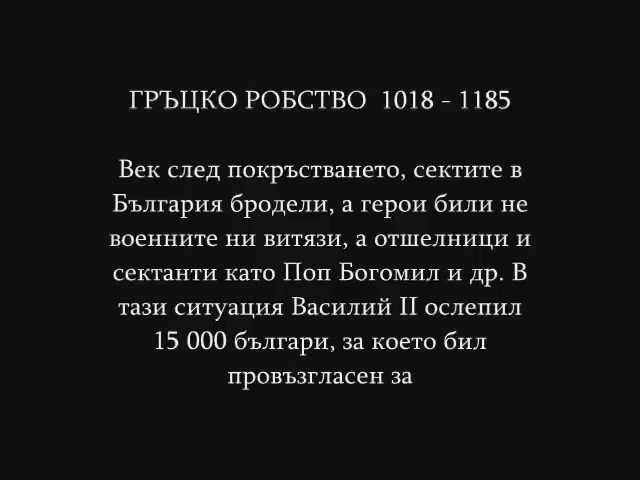 ГРЪЦКО РОБСТВО 1018 - 1185
Век след покръстването, сектите в
България бродели, а герои били не
военните ни витязи, а отшелници и
сектанти като Поп Богомил и др. В
тази ситуация Василий II ослепил
15 000 българи, за което бил
провъзгласен за